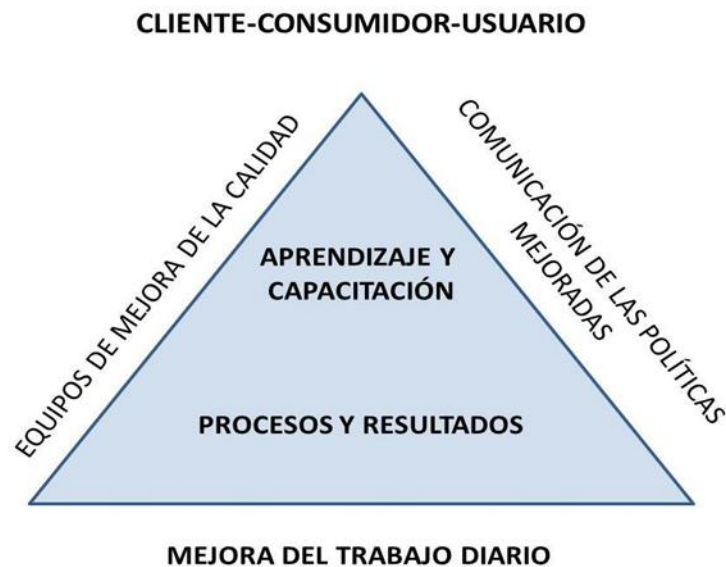 CLIENTE-CONSUMIDOR-USUARIO
EQUIPOS DE MEJORA DE LA CALIDAD
COMUNICACIÓN DE LAS POLÍTICAS
MEJORADAS
APRENDIZAJE Y
CAPACITACIÓN
PROCESOS Y RESULTADOS
MEJORA DEL TRABAJO DIARIO